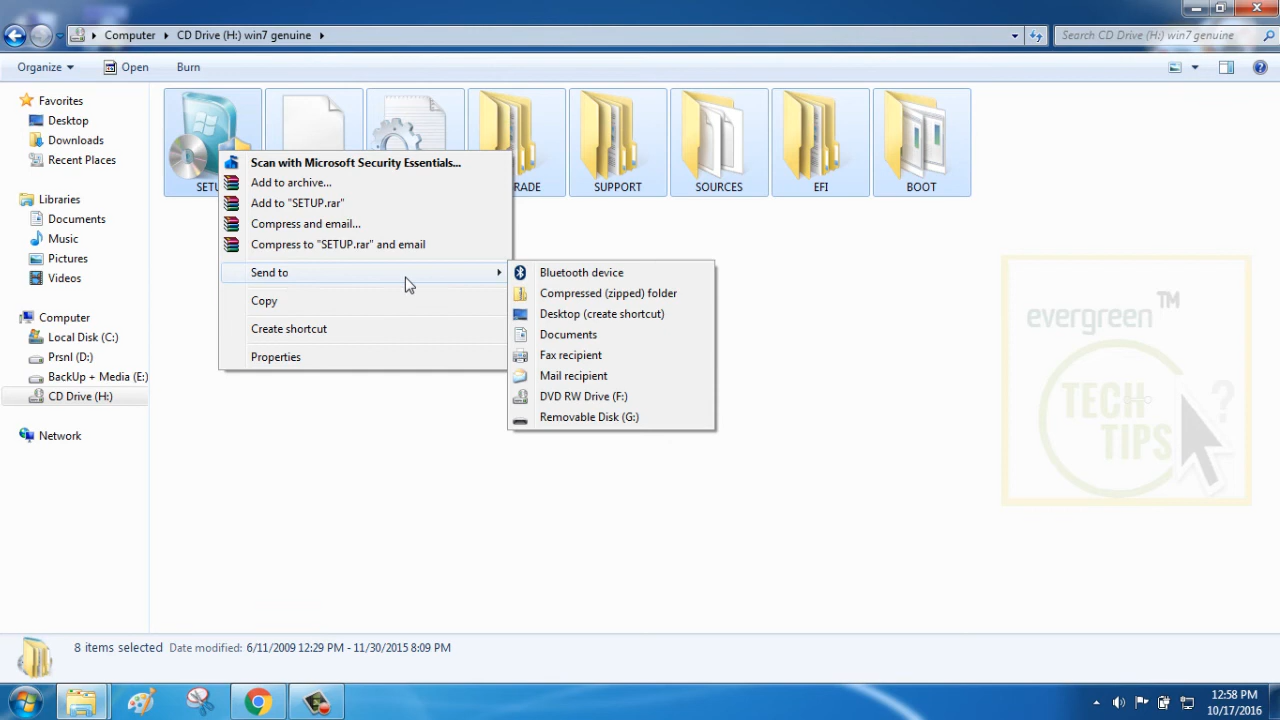 Computer
CD Drive (H:) win7 genuine
Search CD Drive (H:) win7 genuine
Organize
Open
Burn
Favorites
Desktop
Downloads
Recent Places
Libraries
Documents
Music
Pictures
Videos
Computer
Local Disk (C:)
Prsnl (D:)
BackUp + Media (E:)
CD Drive (H:)
Network
SETU
RADE
SUPPORT
SOURCES
EFI
BOOT
Scan with Microsoft Security Essentials...
Add to archive...
Add to "SETUP.rar"
Compress and email...
Compress to "SETUP.rar" and email
Send to
Copy
Create shortcut
Properties
Bluetooth device
Compressed (zipped) folder
Desktop (create shortcut)
Documents
Fax recipient
Mail recipient
DVD RW Drive (F:)
Removable Disk (G:)
evergreen™
TECH
TIPS
?
8 items selected Date modified: 6/11/2009 12:29 PM - 11/30/2015 8:09 PM
12:58 PM
10/17/2016